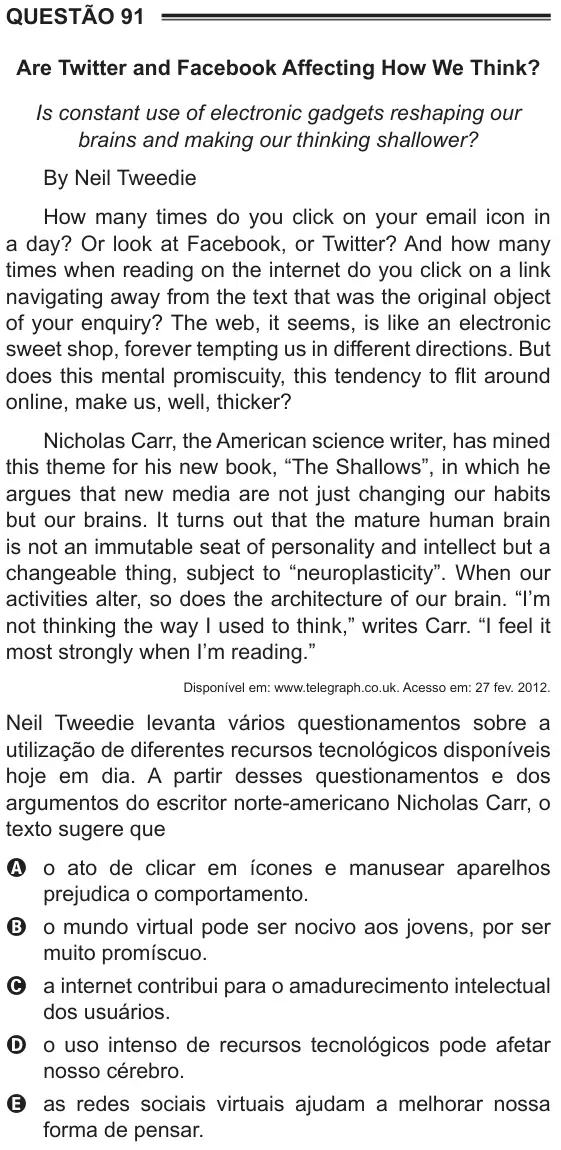 QUESTÃO 91
Are Twitter and Facebook Affecting How We Think?
Is constant use of electronic gadgets reshaping our
brains and making our thinking shallower?
By Neil Tweedie
How many times do you click on your email icon in
a day? Or look at Facebook, or Twitter? And how many
times when reading on the internet do you click on a link
navigating away from the text that was the original object
of your enquiry? The web, it seems, is like an electronic
sweet shop, forever tempting us in different directions. But
does this mental promiscuity, this tendency to flit around
online, make us, well, thicker?
Nicholas Carr, the American science writer, has mined
this theme for his new book, “The Shallows”, in which he
argues that new media are not just changing our habits
but our brains. It turns out that the mature human brain
is not an immutable seat of personality and intellect but a
changeable thing, subject to “neuroplasticity”. When our
activities alter, so does the architecture of our brain. “I’m
not thinking the way I used to think,” writes Carr. “I feel it
most strongly when I’m reading.”
Disponível em: www.telegraph.co.uk. Acesso em: 27 fev. 2012.
Neil Tweedie levanta vários questionamentos sobre a
utilização de diferentes recursos tecnológicos disponíveis
hoje em dia. A partir desses questionamentos e dos
argumentos do escritor norte-americano Nicholas Carr, o
texto sugere que
A o ato de clicar em ícones e manusear aparelhos
prejudica o comportamento.
B o mundo virtual pode ser nocivo aos jovens, por ser
muito promíscuo.
C a internet contribui para o amadurecimento intelectual
dos usuários.
D o uso intenso de recursos tecnológicos pode afetar
nosso cérebro.
E as redes sociais virtuais ajudam a melhorar nossa
forma de pensar.